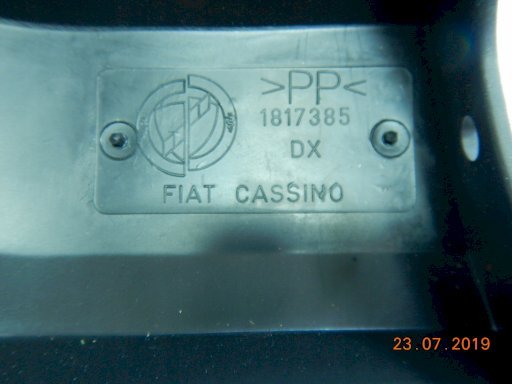 >PP<
1817385
DX
FIAT CASSINO
23.07.2019